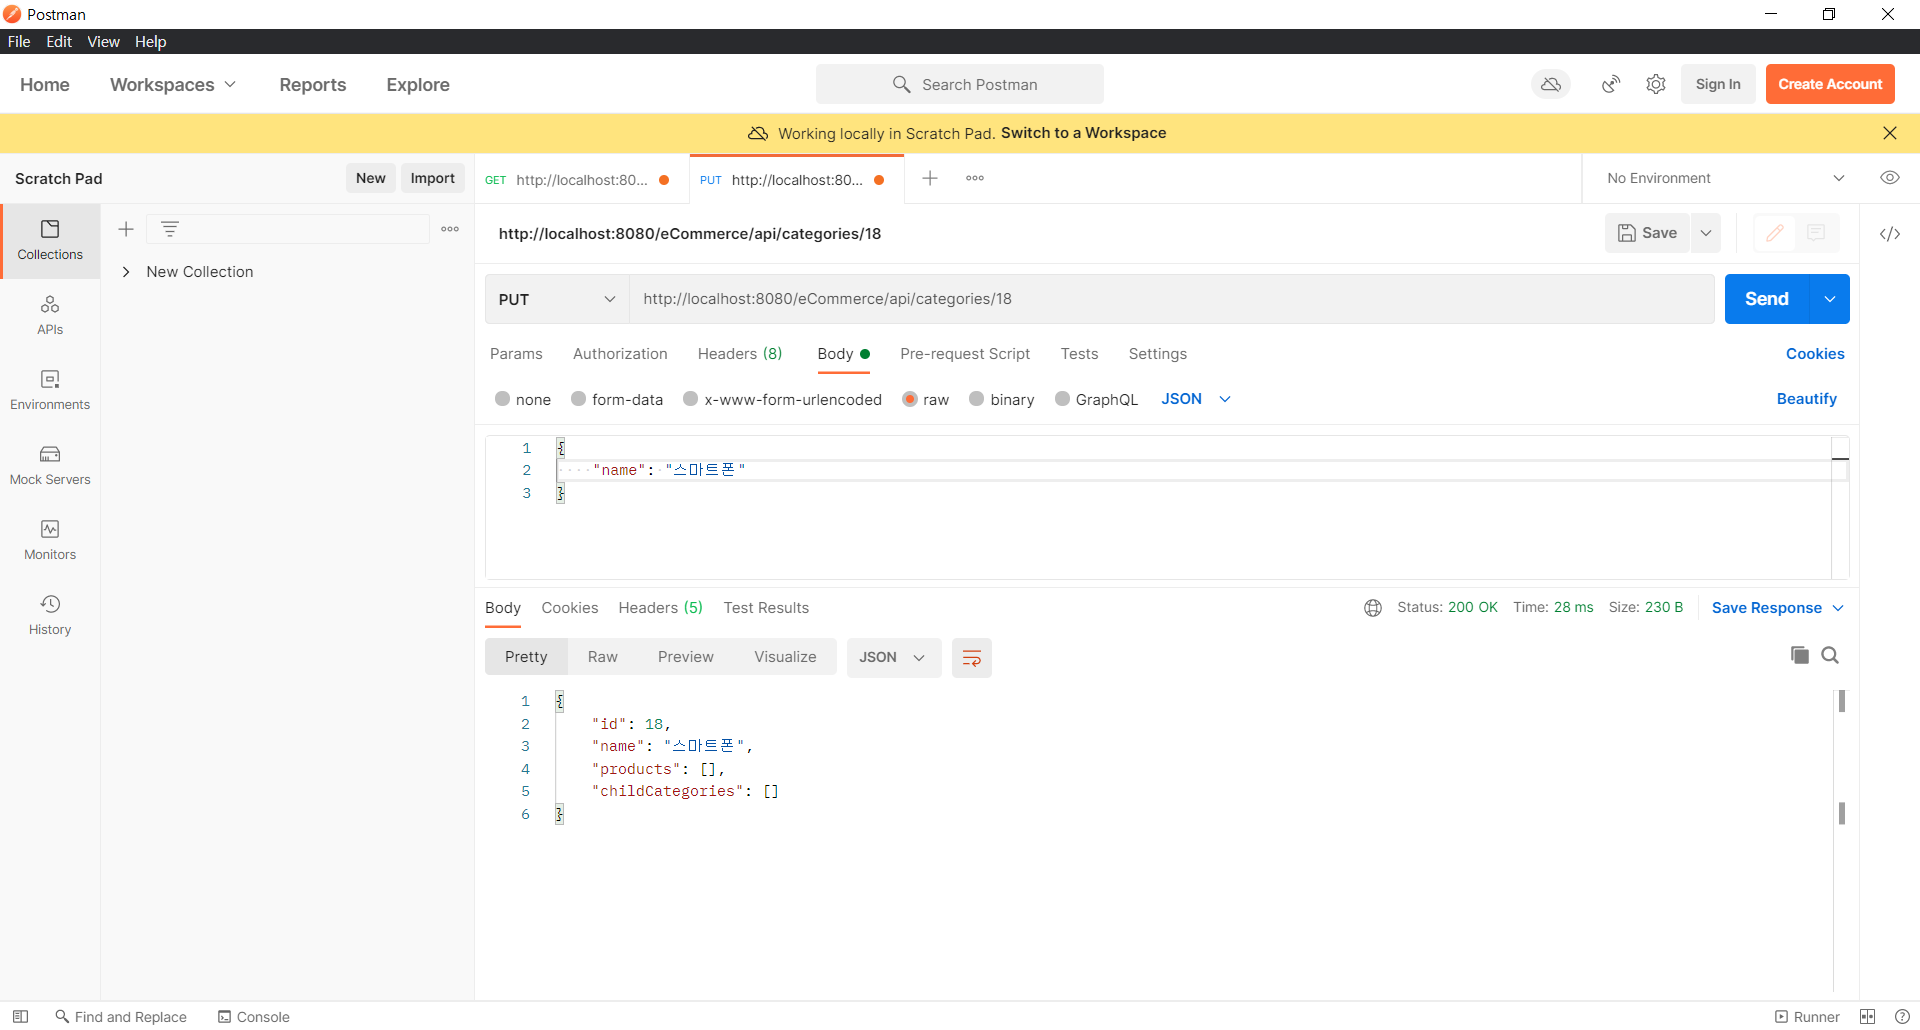 Postman
File Edit View Help
Home Workspaces Reports Explore Search Postman Sign In Create Account
Working locally in Scratch Pad. Switch to a Workspace
Scratch Pad New Import GET http://localhost:80... PUT http://localhost:80... No Environment
Collections
New Collection
APIs
Environments
Mock Servers
Monitors
History
http://localhost:8080/eCommerce/api/categories/18 Save
PUT http://localhost:8080/eCommerce/api/categories/18 Send
Params Authorization Headers (8) Body Pre-request Script Tests Settings Cookies
none form-data x-www-form-urlencoded raw binary GraphQL JSON Beautify
1 {
2 "name": "스마트폰"
3 }
Body Cookies Headers (5) Test Results Status: 200 OK Time: 28 ms Size: 230 B Save Response
Pretty Raw Preview Visualize JSON
1 {
2 "id": 18,
3 "name": "스마트폰",
4 "products": [],
5 "childCategories": []
6 }
Find and Replace Console Runner